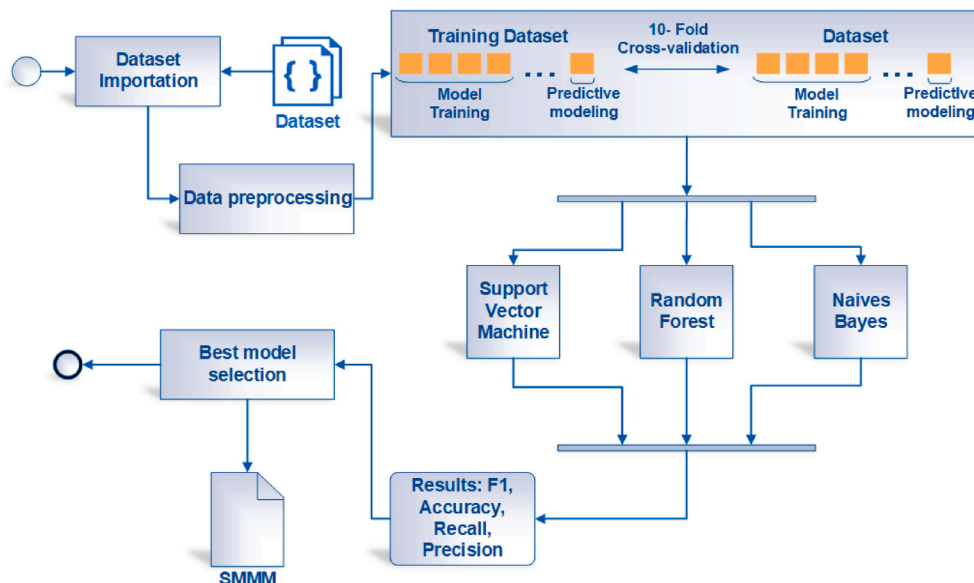 Dataset
Importation
{ }
Dataset
Data preprocessing
Training Dataset
10- Fold
Cross-validation
Dataset
Model
Training
Predictive
modeling
Model
Training
Predictive
modeling
Support
Vector
Machine
Random
Forest
Naives
Bayes
Best model
selection
Results: F1,
Accuracy,
Recall,
Precision
SMMM